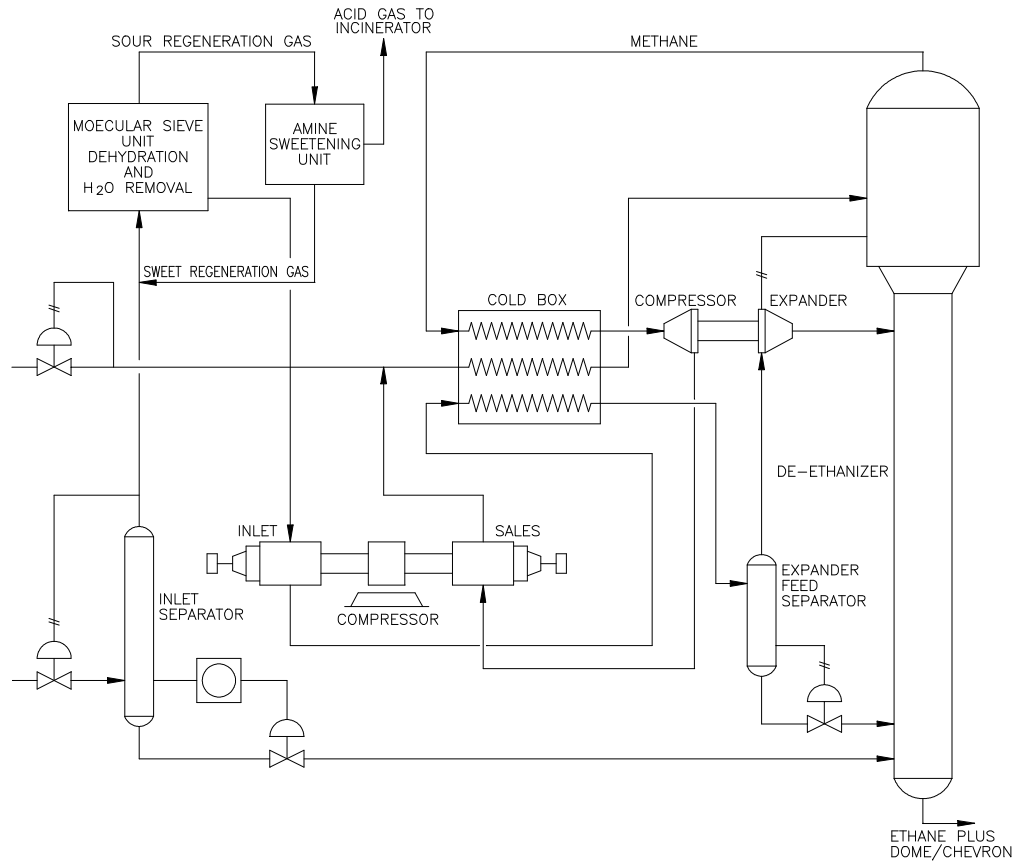 ACID GAS TO
INCINERATOR
SOUR REGENERATION GAS
METHANE
MOECULAR SIEVE
UNIT
DEHYDRATION
AND
H2O REMOVAL
AMINE
SWEETENING
UNIT
SWEET REGENERATION GAS
COLD BOX
COMPRESSOR
EXPANDER
DE-ETHANIZER
INLET
SALES
COMPRESSOR
INLET
SEPARATOR
EXPANDER
FEED
SEPARATOR
ETHANE PLUS
DOME/CHEVRON